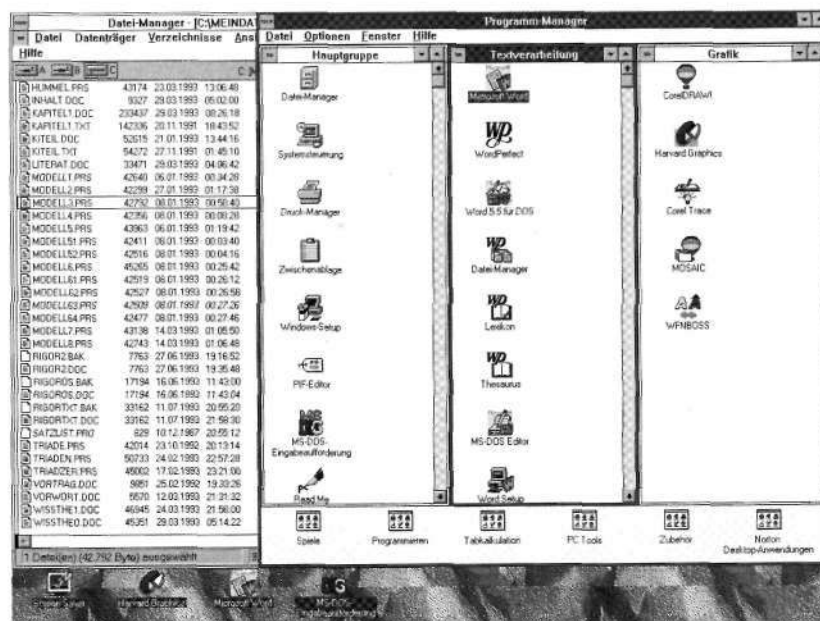 Datei-Manager - [C:\MEINDAT
Datei Datenträger Verzeichnisse Ansi
Hilfe
A B C C:
HUMMEL.PRS 43174 23.03.1993 13:06:48
INHALT.DOC 9327 29.03.1993 05:02:00
KAPITEL1.DOC 233437 29.03.1993 00:26:18
KAPITEL1.TXT 142336 20.11.1991 18:43:52
KITEIL.DOC 52615 21.01.1993 13:44:16
KITEIL.TXT 54272 27.11.1991 01:45:10
LITERAT.DOC 33471 29.03.1993 04:06:42
MODELL1.PRS 42640 06.01.1993 00:34:28
MODELL2.PRS 42299 27.01.1993 01:17:38
MODELL3.PRS 42792 08.01.1993 00:58:40
MODELL4.PRS 42356 08.01.1993 00:08:28
MODELL5.PRS 43963 06.01.1993 01:19:42
MODELL51.PRS 42411 08.01.1993 00:03:40
MODELL52.PRS 42516 08.01.1993 00:04:16
MODELL6.PRS 45265 08.01.1993 00:25:42
MODELL61.PRS 42519 08.01.1993 00:26:12
MODELL62.PRS 42527 08.01.1993 00:26:58
MODELL63.PRS 42509 08.01.1993 00:27:26
MODELL64.PRS 42477 08.01.1993 00:27:46
MODELL7.PRS 43138 14.03.1993 01:05:50
MODELL8.PRS 42743 14.03.1993 01:06:48
RIGOR2.BAK 7763 27.06.1993 19:16:52
RIGOR2.DOC 7763 27.06.1993 19:35:48
RIGOROS.BAK 17194 16.06.1993 11:43:00
RIGOROS.DOC 17194 16.06.1993 11:43:04
RIGORTXT.BAK 33162 11.07.1993 20:55:20
RIGORTXT.DOC 33162 11.07.1993 21:58:30
SATZLIST.PRO 629 10.12.1987 20:55:12
TRIADE.PRS 42014 23.10.1992 20:13:14
TRIADEN.PRS 50733 24.02.1993 22:57:28
TRIADZER.PRS 45002 17.02.1993 23:21:00
VORTRAG.DOC 9851 25.02.1992 19:39:26
VORWORT.DOC 5570 12.03.1993 21:31:32
WISSTHE1.DOC 46945 24.03.1993 21:56:00
WISSTHEO.DOC 45351 29.03.1993 05:14:22
1 Datei(en) (42.792 Byte) ausgewählt
Programm-Manager
Datei Optionen Fenster Hilfe
Hauptgruppe
Datei-Manager
Systemsteuerung
Druck-Manager
Zwischenablage
Windows-Setup
PIF-Editor
MS-DOS-
Eingabeaufforderung
Read Me
Textverarbeitung
Microsoft Word
WordPerfect
Word 5.5 für DOS
Datei-Manager
Lexikon
Thesaurus
MS-DOS Editor
Word Setup
Grafik
CorelDRAW!
Harvard Graphics
Corel Trace
MOSAIC
WFNBOSS
Spiele
Programmieren
Tabkalkulation
PC Tools
Zubehör
Norton
Desktop-Anwendungen
Screen Saver
Harvard Graphics
Microsoft Word
MS-DOS-
Eingabeaufforderung